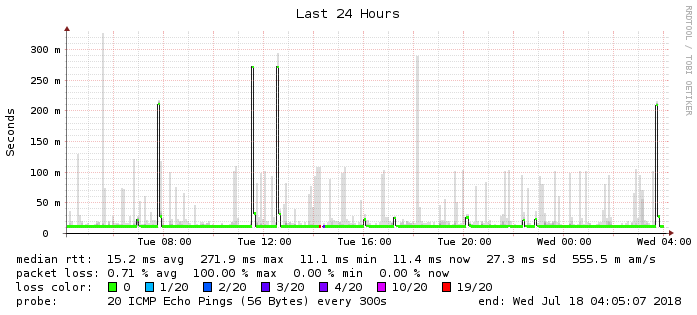 Last 24 Hours
RRDTOOL / TOBI OETIKER
Seconds
300 m
250 m
200 m
150 m
100 m
50 m
0
Tue 08:00 Tue 12:00 Tue 16:00 Tue 20:00 Wed 00:00 Wed 04:00
median rtt: 15.2 ms avg 271.9 ms max 11.1 ms min 11.4 ms now 27.3 ms sd 555.5 m am/s
packet loss: 0.71 % avg 100.00 % max 0.00 % min 0.00 % now
loss color: 0 1/20 2/20 3/20 4/20 10/20 19/20
probe: 20 ICMP Echo Pings (56 Bytes) every 300s end: Wed Jul 18 04:05:07 2018